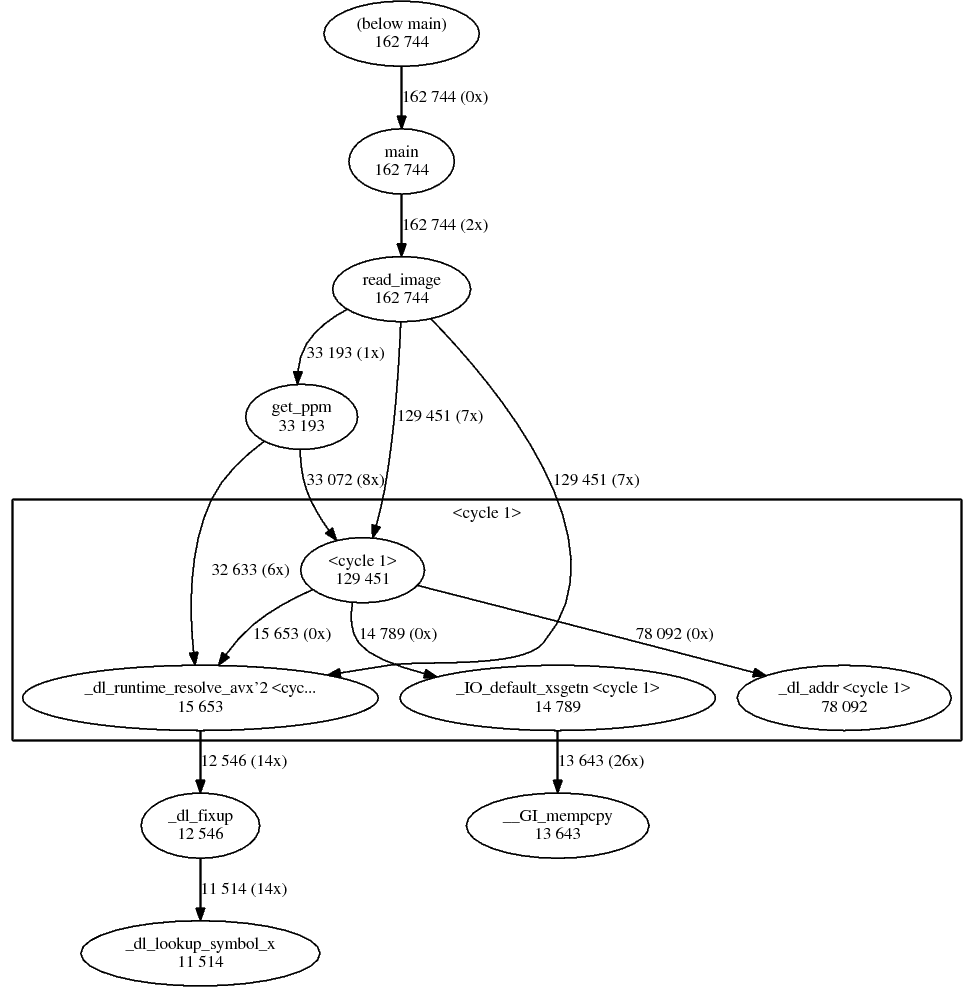 (below main)
162 744
162 744 (0x)
main
162 744
162 744 (2x)
read_image
162 744
33 193 (1x)
get_ppm
33 193
129 451 (7x)
33 072 (8x)
129 451 (7x)
<cycle 1>
<cycle 1>
129 451
32 633 (6x)
15 653 (0x)
14 789 (0x)
78 092 (0x)
_dl_runtime_resolve_avx'2 <cyc...
15 653
_IO_default_xsgetn <cycle 1>
14 789
_dl_addr <cycle 1>
78 092
12 546 (14x)
13 643 (26x)
_dl_fixup
12 546
__GI_mempcpy
13 643
11 514 (14x)
_dl_lookup_symbol_x
11 514